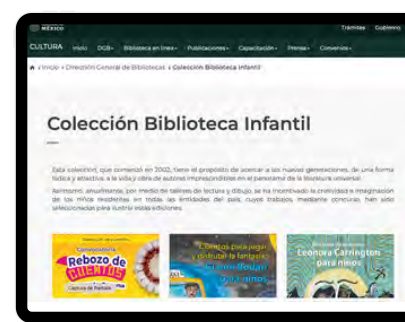 MÉXICO
Trámites Gobierno
CULTURA Inicio DGB Biblioteca en línea Publicaciones Capacitación Prensa Convenios
Inicio Dirección General de Bibliotecas Colección Biblioteca Infantil
Colección Biblioteca Infantil
Esta colección, que comenzó en 2002, tiene el propósito de acercar a las nuevas generaciones, de una forma
lúdica y atractiva, a la vida y obra de autores imprescindibles en el panorama de la literatura universal.
Asimismo, anualmente, por medio de talleres de lectura y dibujo, se ha incentivado la creatividad e imaginación
de los niños residentes en todas las entidades del país, cuyos trabajos, mediante concurso, han sido
seleccionados para ilustrar estas ediciones.
Convocatoria
Rebozo de
CUENTOS
Cuentos para jugar
y disfrutar la fantasía:
para niños
Leonora Carrington
para niños